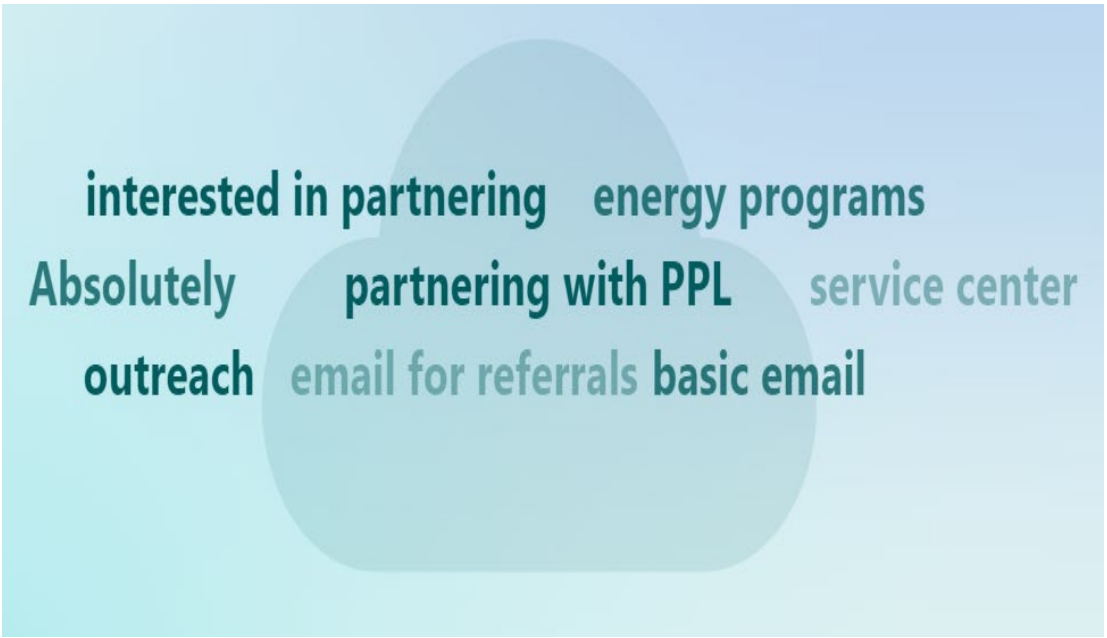 interested in partnering energy programs
Absolutely partnering with PPL service center
outreach email for referrals basic email